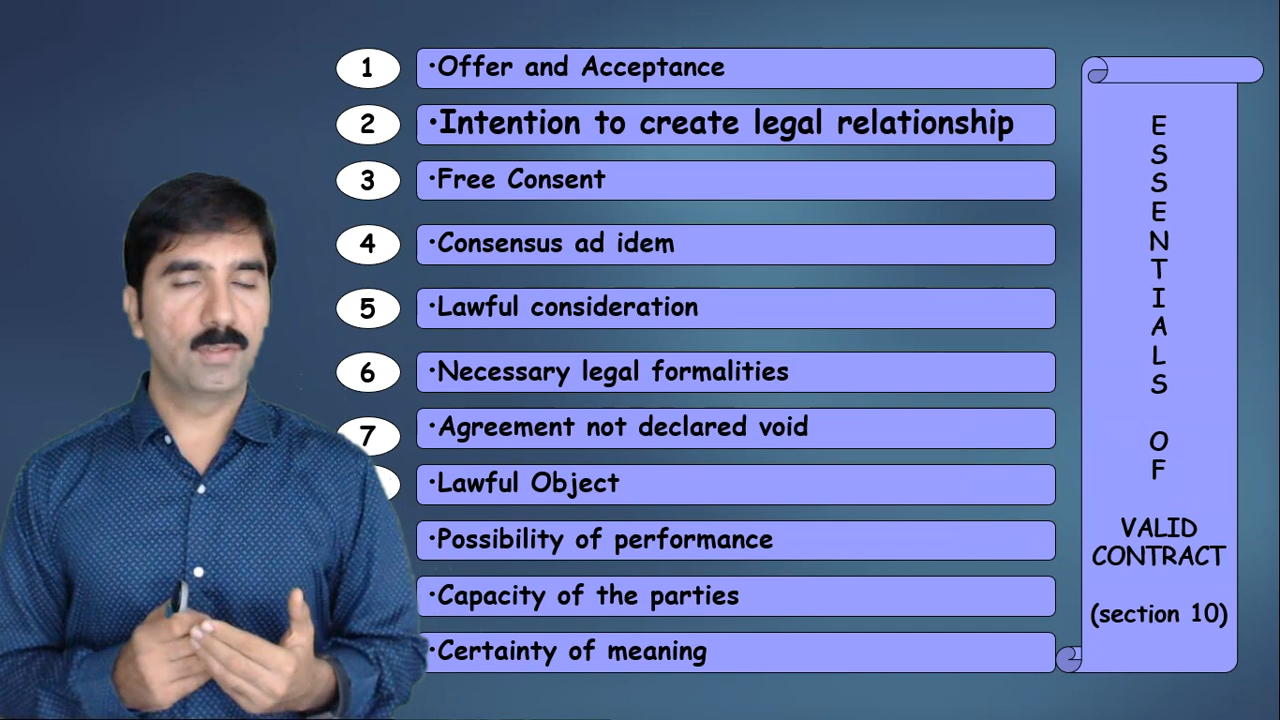 1
•Offer and Acceptance
2
•Intention to create legal relationship
3
•Free Consent
4
•Consensus ad idem
5
•Lawful consideration
6
•Necessary legal formalities
7
•Agreement not declared void
•Lawful Object
•Possibility of performance
•Capacity of the parties
•Certainty of meaning
E
S
S
E
N
T
I
A
L
S
O
F
VALID
CONTRACT
(section 10)